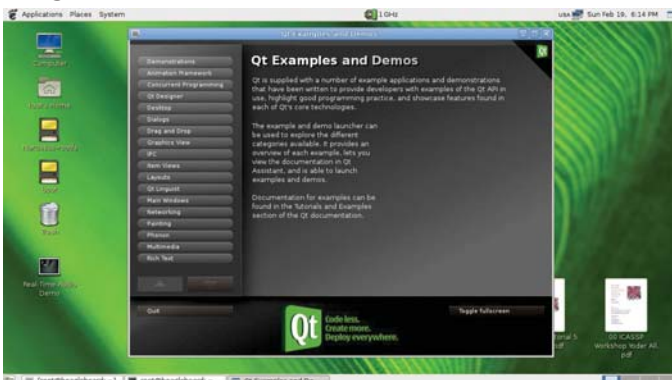 Applications Places System
1 GHz
USA Sun Feb 19, 6:14 PM
Qt Examples and Demos
Computer
Trash
Real-Time Audio
Demo
Demonstrations
Animation Framework
Concurrent Programming
Qt Designer
Desktop
Dialogs
Drag and Drop
Graphics View
IPC
Item Views
Layouts
Qt Linguist
Main Windows
Networking
Painting
Phonon
Multimedia
Rich Text
Qt Examples and Demos
Qt is supplied with a number of example applications and demonstrations
that have been written to provide developers with examples of the Qt API in
use, highlight good programming practice, and showcase features found in
each of Qt's core technologies.
The example and demo launcher can
be used to explore the different
categories available. It provides an
overview of each example, lets you
view the documentation in Qt
Assistant, and is able to launch
examples and demos.
Documentation for examples can be
found in the Tutorials and Examples
section of the Qt documentation.
Quit
Toggle fullscreen
Qt
Code less.
Create more.
Deploy everywhere.
00 ICASSP
Workshop Yoder All.
pdf